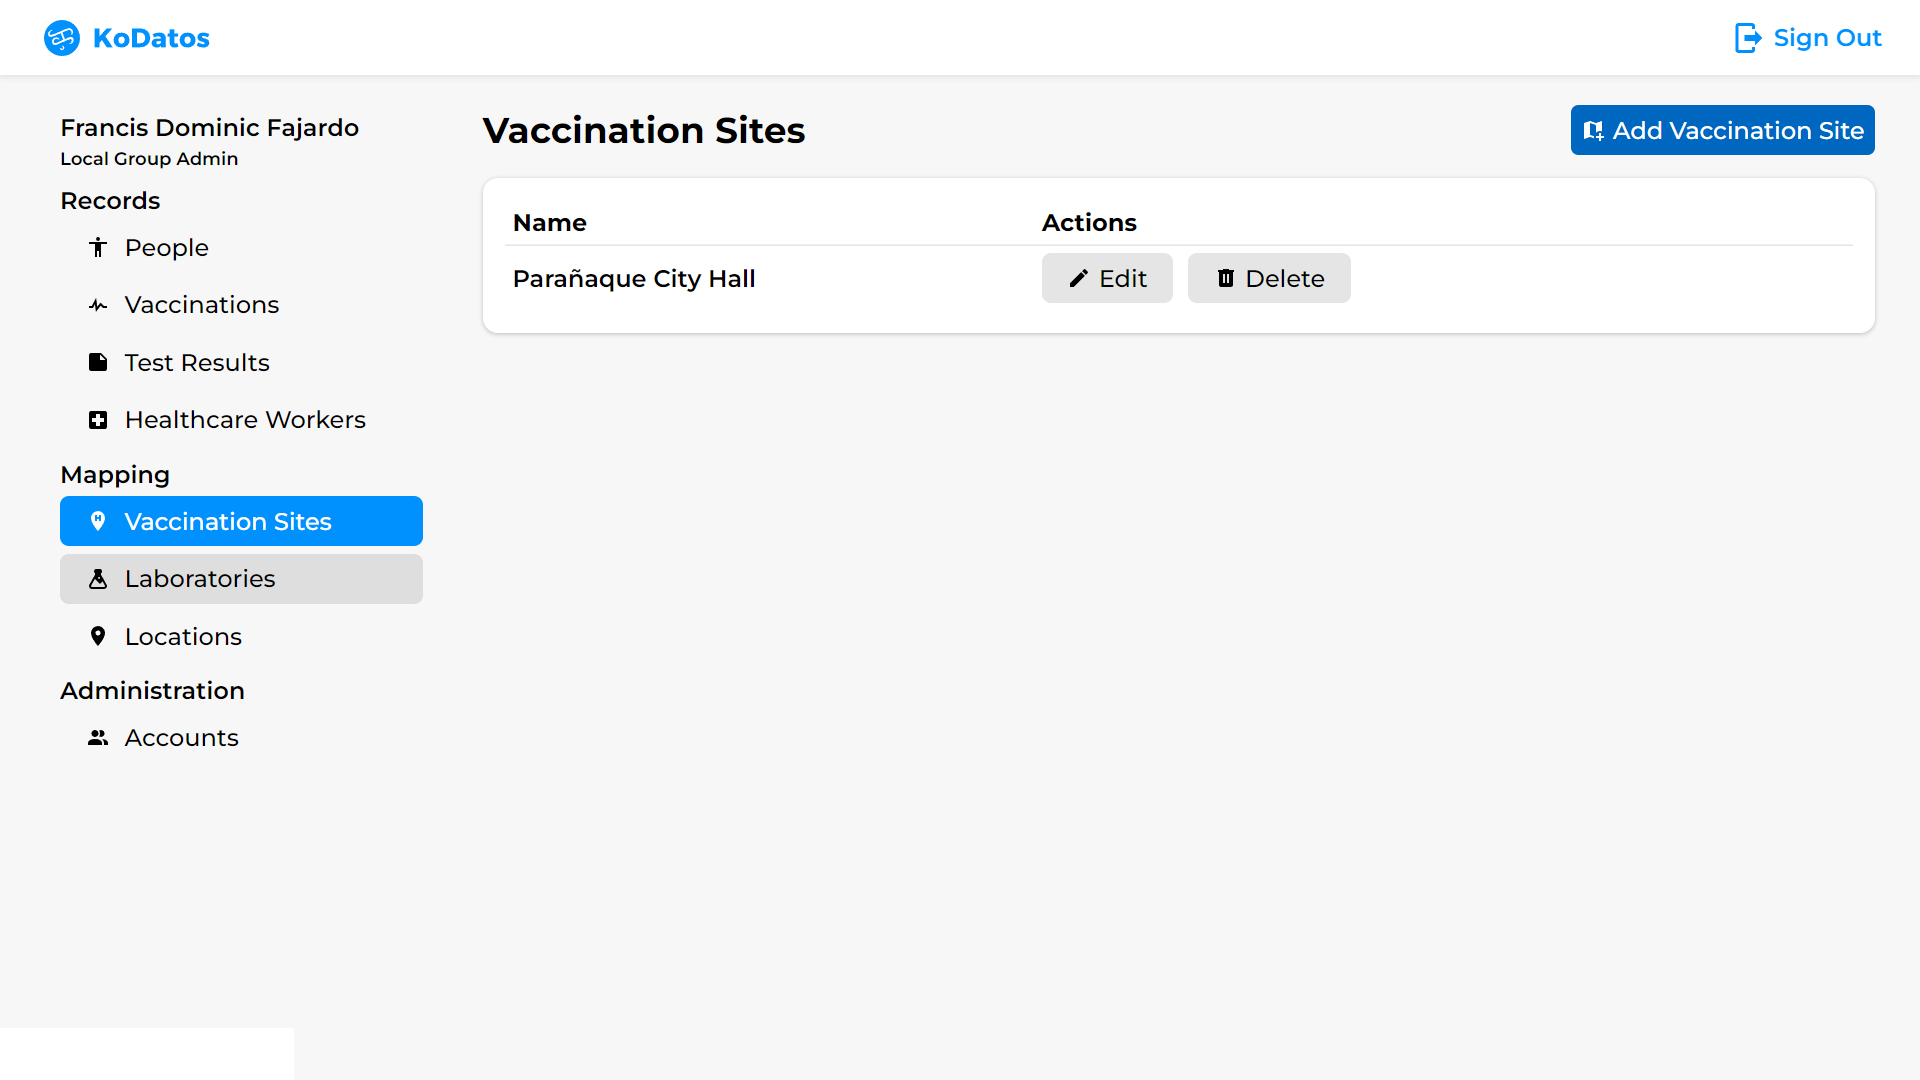 KoDatos
Sign Out
Francis Dominic Fajardo
Local Group Admin
Records
People
Vaccinations
Test Results
Healthcare Workers
Mapping
Vaccination Sites
Laboratories
Locations
Administration
Accounts
Vaccination Sites
Add Vaccination Site
Name Actions
Parañaque City Hall Edit Delete